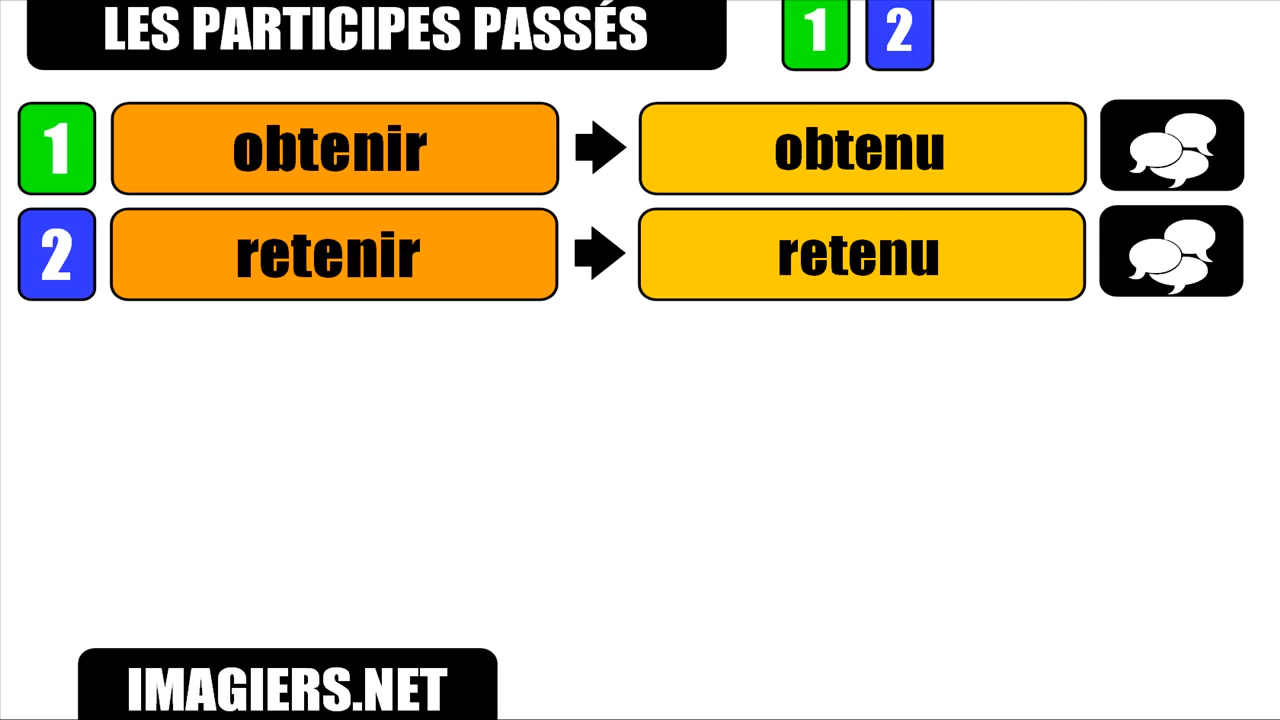 LES PARTICIPES PASSÉS 1 2
1 obtenir obtenu
2 retenir retenu
IMAGIERS.NET